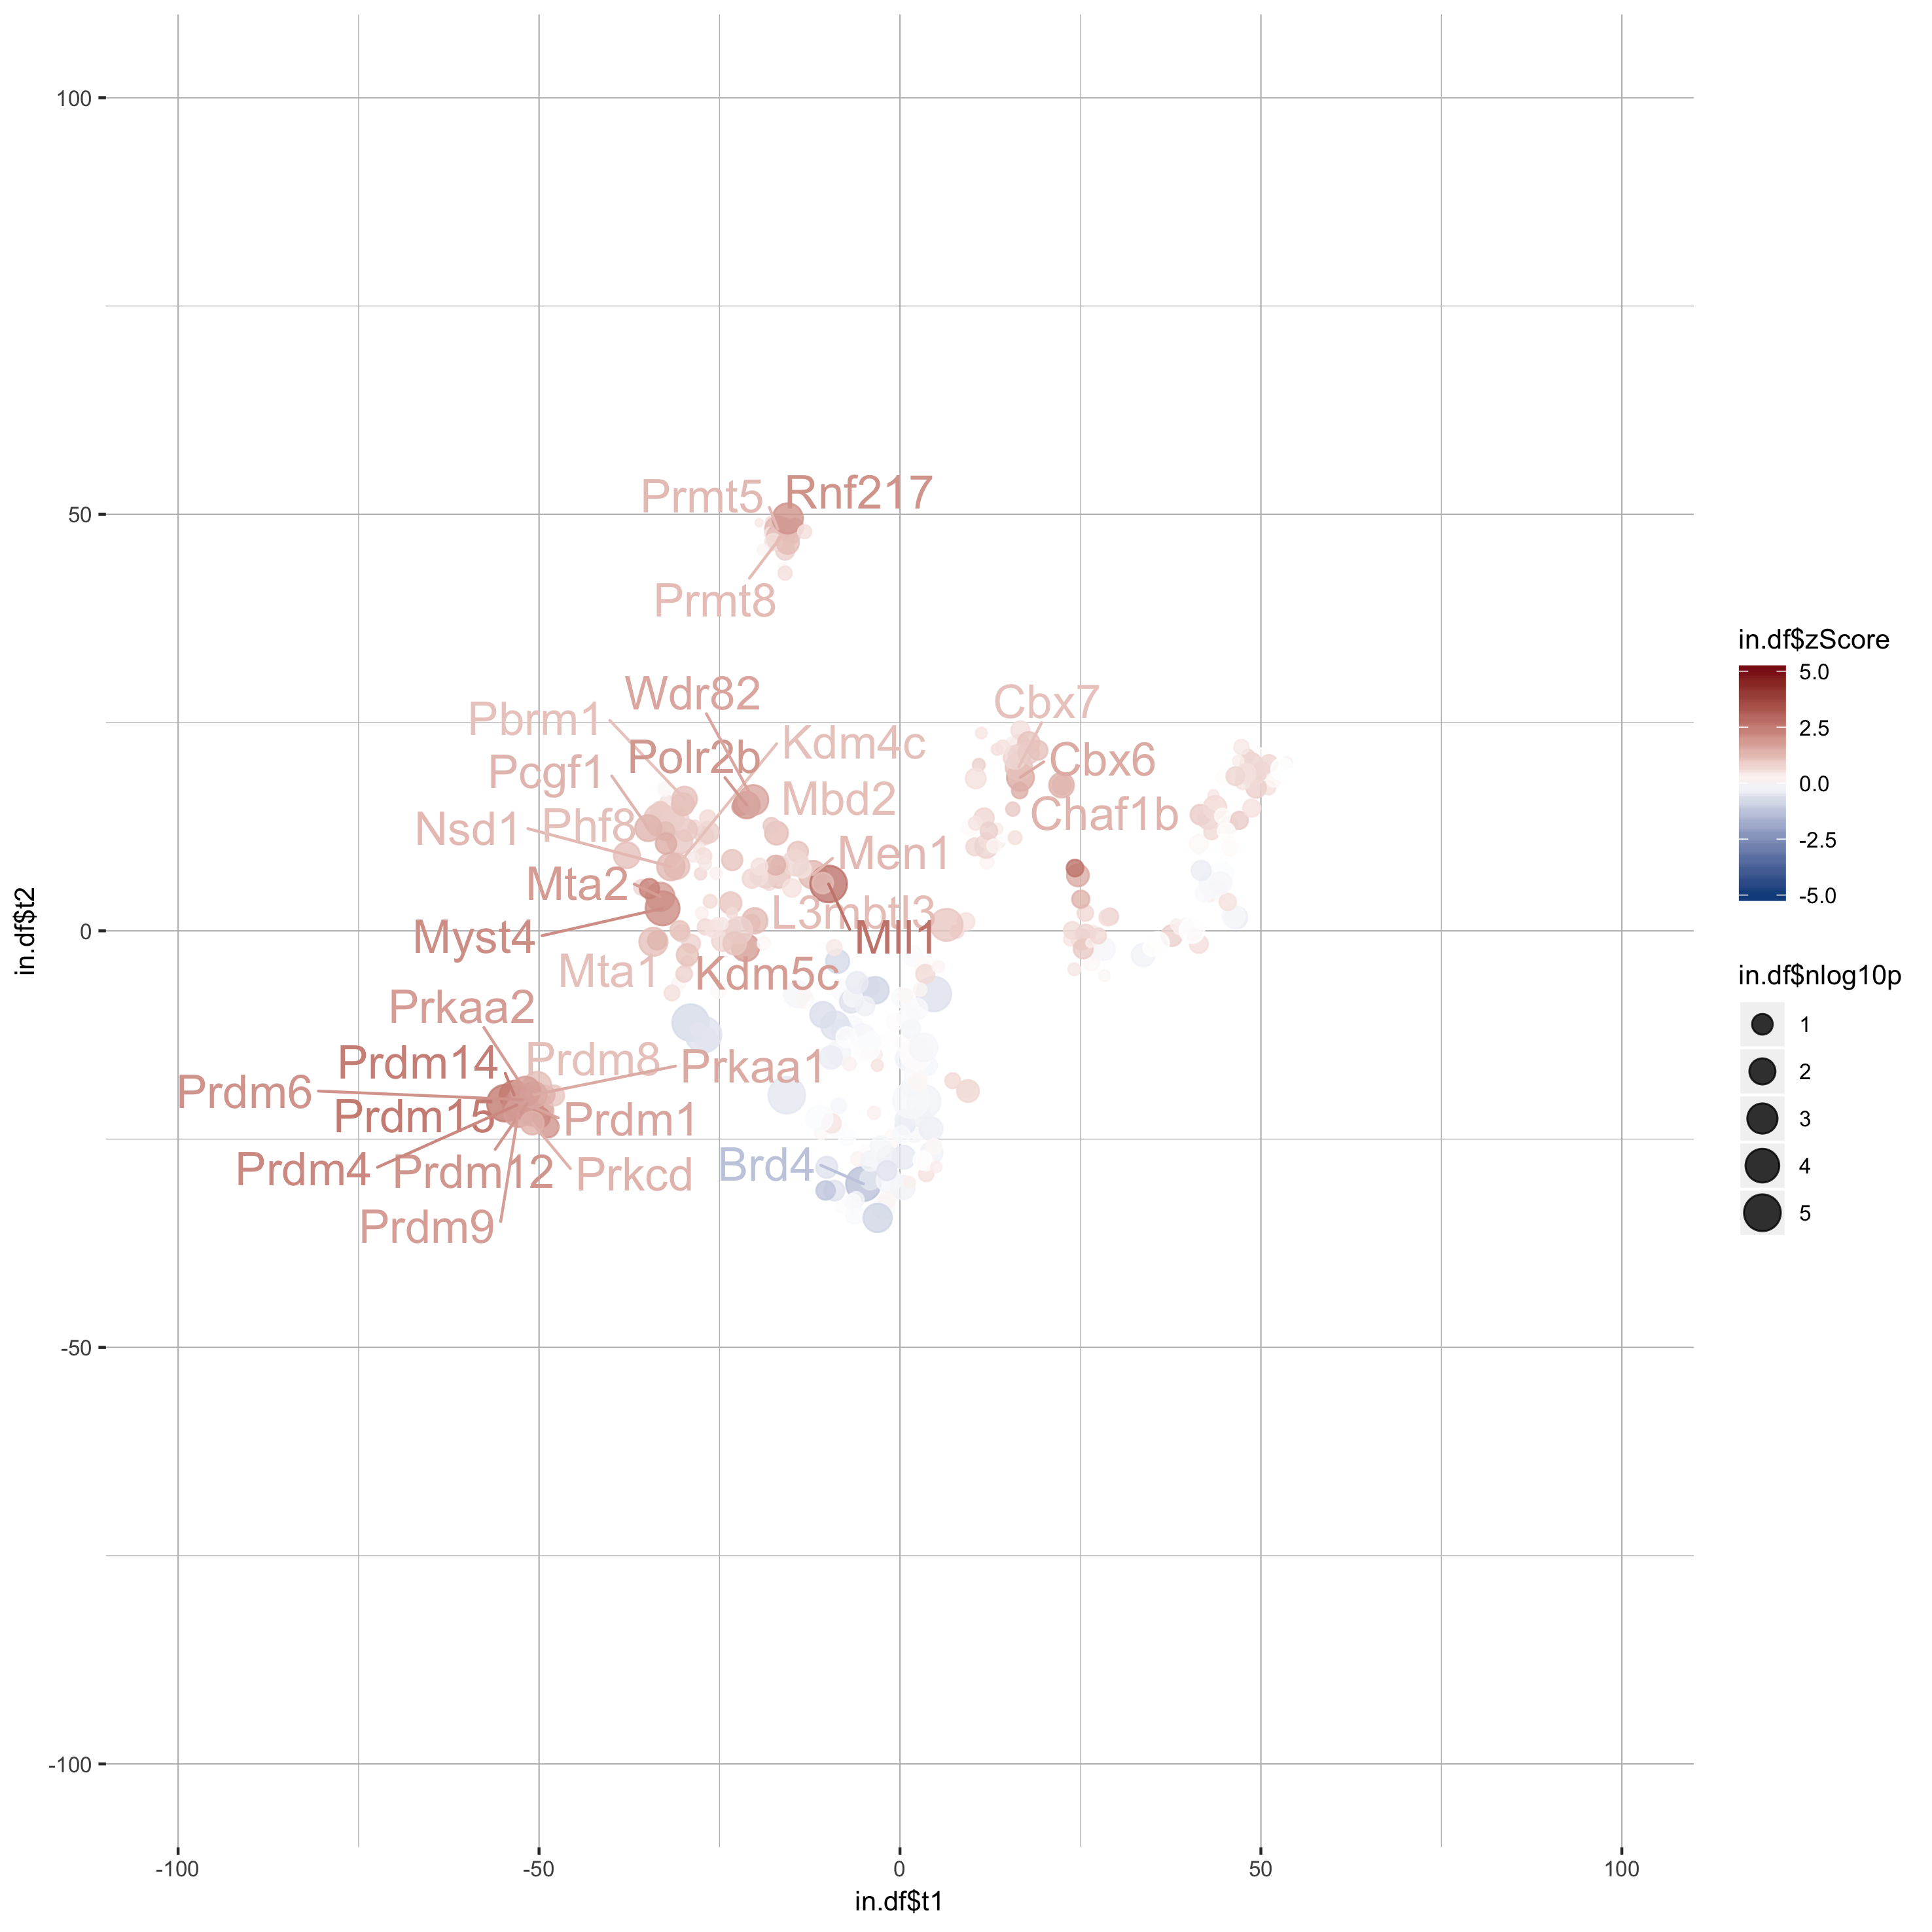 100
50
0
-50
-100
-100
-50
0
50
100
in.df$t1
in.df$t2
Prmt5
Rnf217
Prmt8
Wdr82
Pbrm1
Cbx7
Kdm4c
Polr2b
Cbx6
Pcgf1
Mbd2
Chaf1b
Phf8
Nsd1
Men1
Mta2
L3mbtl3
Mll1
Myst4
Mta1
Kdm5c
Prkaa2
Prdm14
Prdm8
Prkaa1
Prdm6
Prdm15
Prdm1
Prdm4
Prdm12
Prkcd
Brd4
Prdm9
in.df$zScore
5.0
2.5
0.0
-2.5
-5.0
in.df$nlog10p
1
2
3
4
5